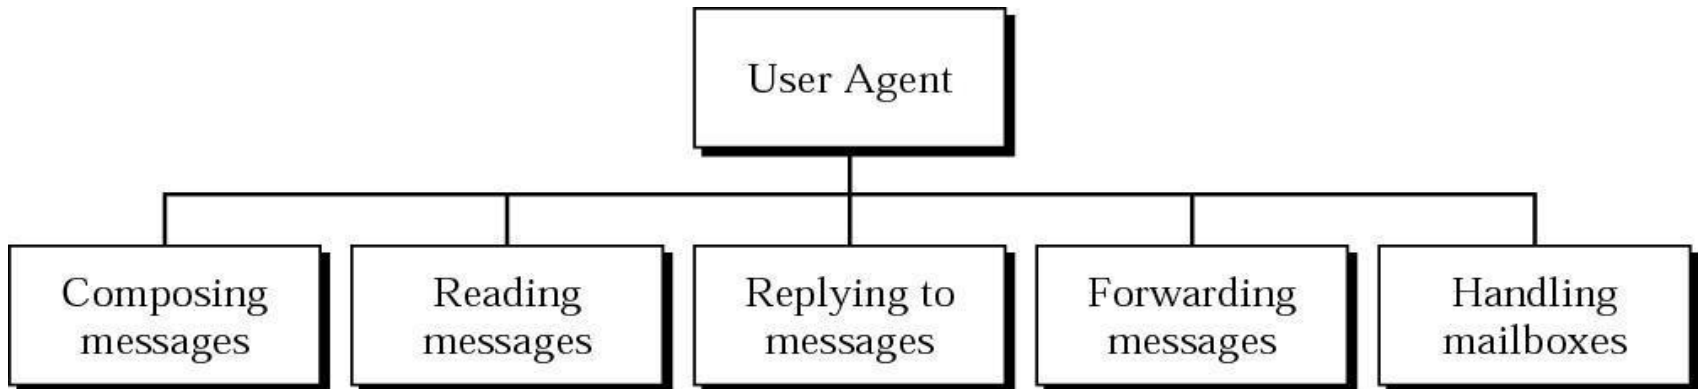 User Agent
Composing
messages
Reading
messages
Replying to
messages
Forwarding
messages
Handling
mailboxes